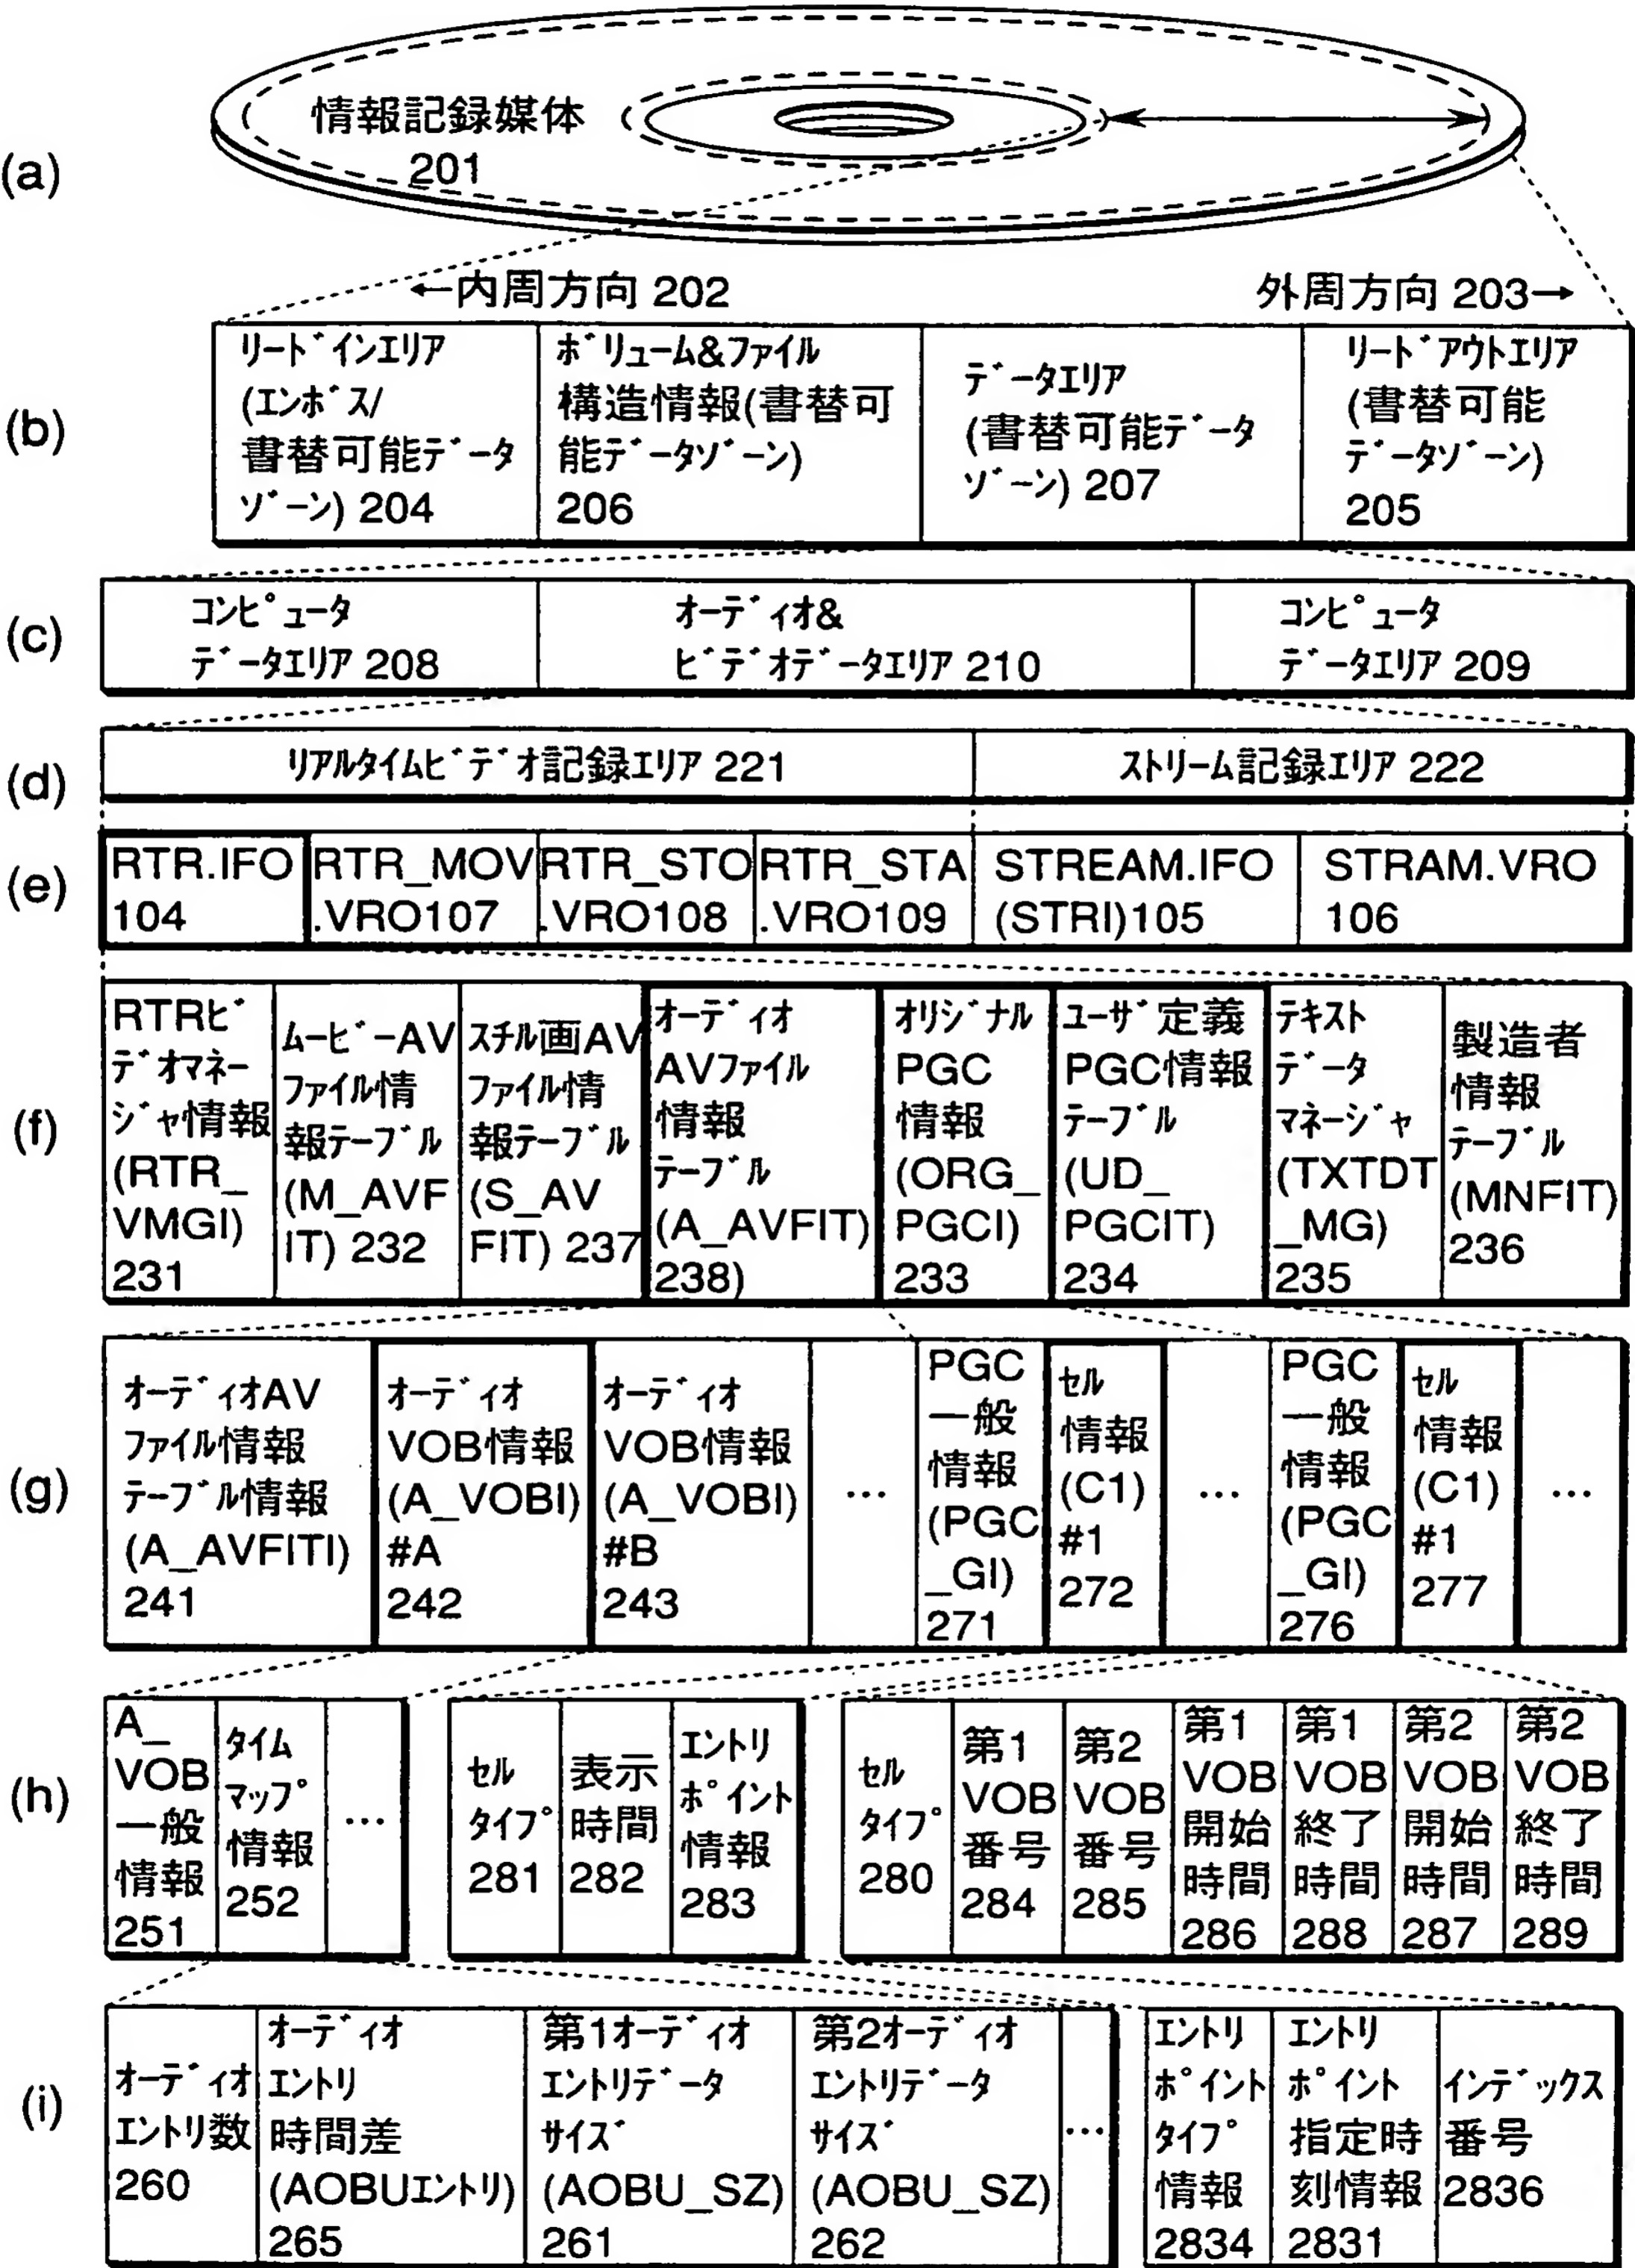 (a)
情報記録媒体
201
←内周方向 202
外周方向 203→
(b)
リードインエリア
(エンボス/
書替可能データ
ゾーン) 204
ボリューム&ファイル
構造情報(書替可
能データゾーン)
206
データエリア
(書替可能データ
ゾーン) 207
リードアウトエリア
(書替可能
データゾーン)
205
(c)
コンピュータ
データエリア 208
オーディオ&
ビデオデータエリア 210
コンピュータ
データエリア 209
(d)
リアルタイムビデオ記録エリア 221
ストリーム記録エリア 222
(e)
RTR.IFO
104
RTR_MOV
.VRO107
RTR_STO
.VRO108
RTR_STA
.VRO109
STREAM.IFO
(STRI)105
STRAM.VRO
106
(f)
RTRビ
デオマネー
ジャ情報
(RTR_
VMGI)
231
ムービーAV
ファイル情
報テーブル
(M_AVF
IT) 232
スチル画AV
ファイル情
報テーブル
(S_AV
FIT) 237
オーディオ
AVファイル
情報
テーブル
(A_AVFIT)
238)
オリジナル
PGC
情報
(ORG_
PGCI)
233
ユーザ定義
PGC情報
テーブル
(UD_
PGCIT)
234
テキスト
データ
マネージャ
(TXTDT
_MG)
235
製造者
情報
テーブル
(MNFIT)
236
(g)
オーディオAV
ファイル情報
テーブル情報
(A_AVFITI)
241
オーディオ
VOB情報
(A_VOBI)
#A
242
オーディオ
VOB情報
(A_VOBI)
#B
243
…
PGC
一般
情報
(PGC
_GI)
271
セル
情報
(C1)
#1
272
…
PGC
一般
情報
(PGC
_GI)
276
セル
情報
(C1)
#1
277
…
(h)
A_
VOB
一般
情報
251
タイム
マップ
情報
252
…
セル
タイプ
281
表示
時間
282
エントリ
ポイント
情報
283
セル
タイプ
280
第1
VOB
番号
284
第2
VOB
番号
285
第1
VOB
開始
時間
286
第1
VOB
終了
時間
288
第2
VOB
開始
時間
287
第2
VOB
終了
時間
289
(i)
オーディオ
エントリ数
260
オーディオ
エントリ
時間差
(AOBUエントリ)
265
第1オーディオ
エントリデータ
サイズ
(AOBU_SZ)
261
第2オーディオ
エントリデータ
サイズ
(AOBU_SZ)
262
…
エントリ
ポイント
タイプ
情報
2834
エントリ
ポイント
指定時
刻情報
2831
インデックス
番号
2836